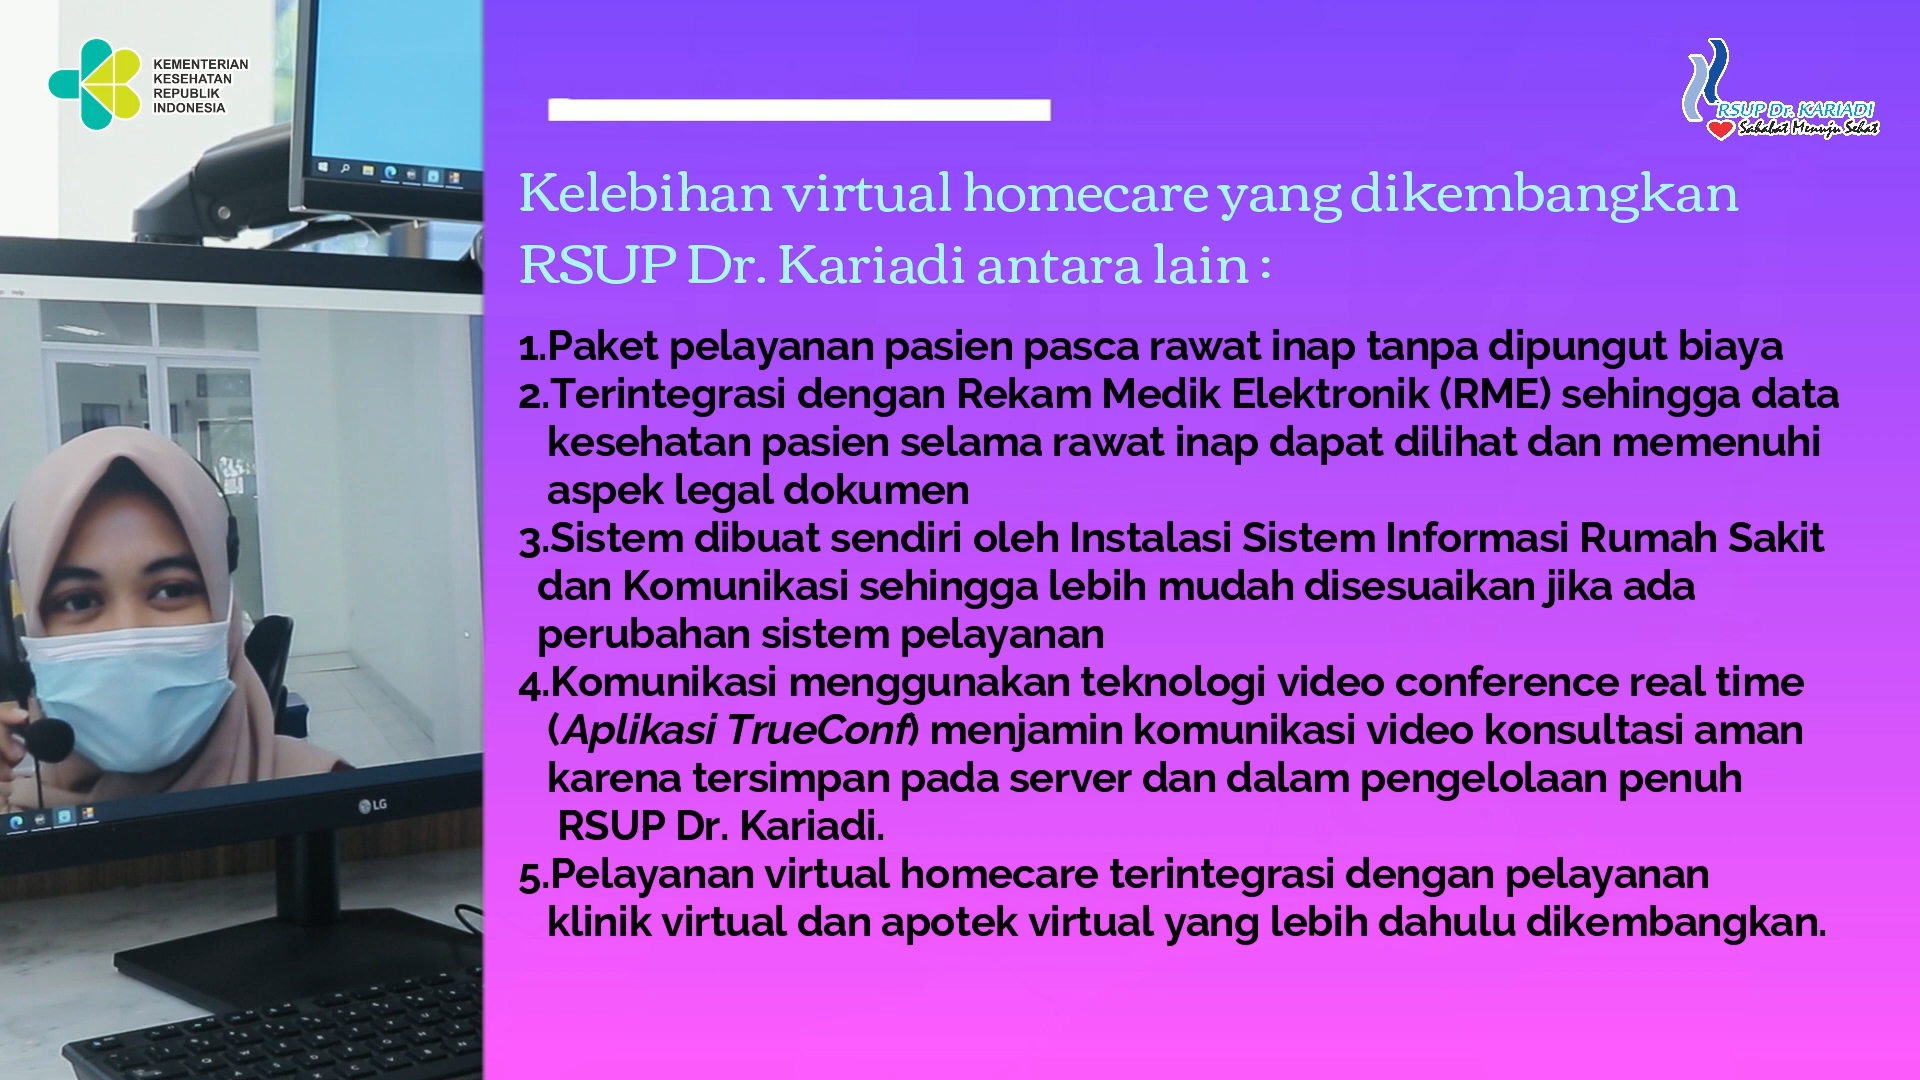 KEMENTERIAN
KESEHATAN
REPUBLIK
INDONESIA
RSUP Dr. KARIADI
Sahabat Menuju Sehat
Kelebihan virtual homecare yang dikembangkan
RSUP Dr. Kariadi antara lain :
1.Paket pelayanan pasien pasca rawat inap tanpa dipungut biaya
2.Terintegrasi dengan Rekam Medik Elektronik (RME) sehingga data
kesehatan pasien selama rawat inap dapat dilihat dan memenuhi
aspek legal dokumen
3.Sistem dibuat sendiri oleh Instalasi Sistem Informasi Rumah Sakit
dan Komunikasi sehingga lebih mudah disesuaikan jika ada
perubahan sistem pelayanan
4.Komunikasi menggunakan teknologi video conference real time
(Aplikasi TrueConf) menjamin komunikasi video konsultasi aman
karena tersimpan pada server dan dalam pengelolaan penuh
RSUP Dr. Kariadi.
5.Pelayanan virtual homecare terintegrasi dengan pelayanan
klinik virtual dan apotek virtual yang lebih dahulu dikembangkan.
LG